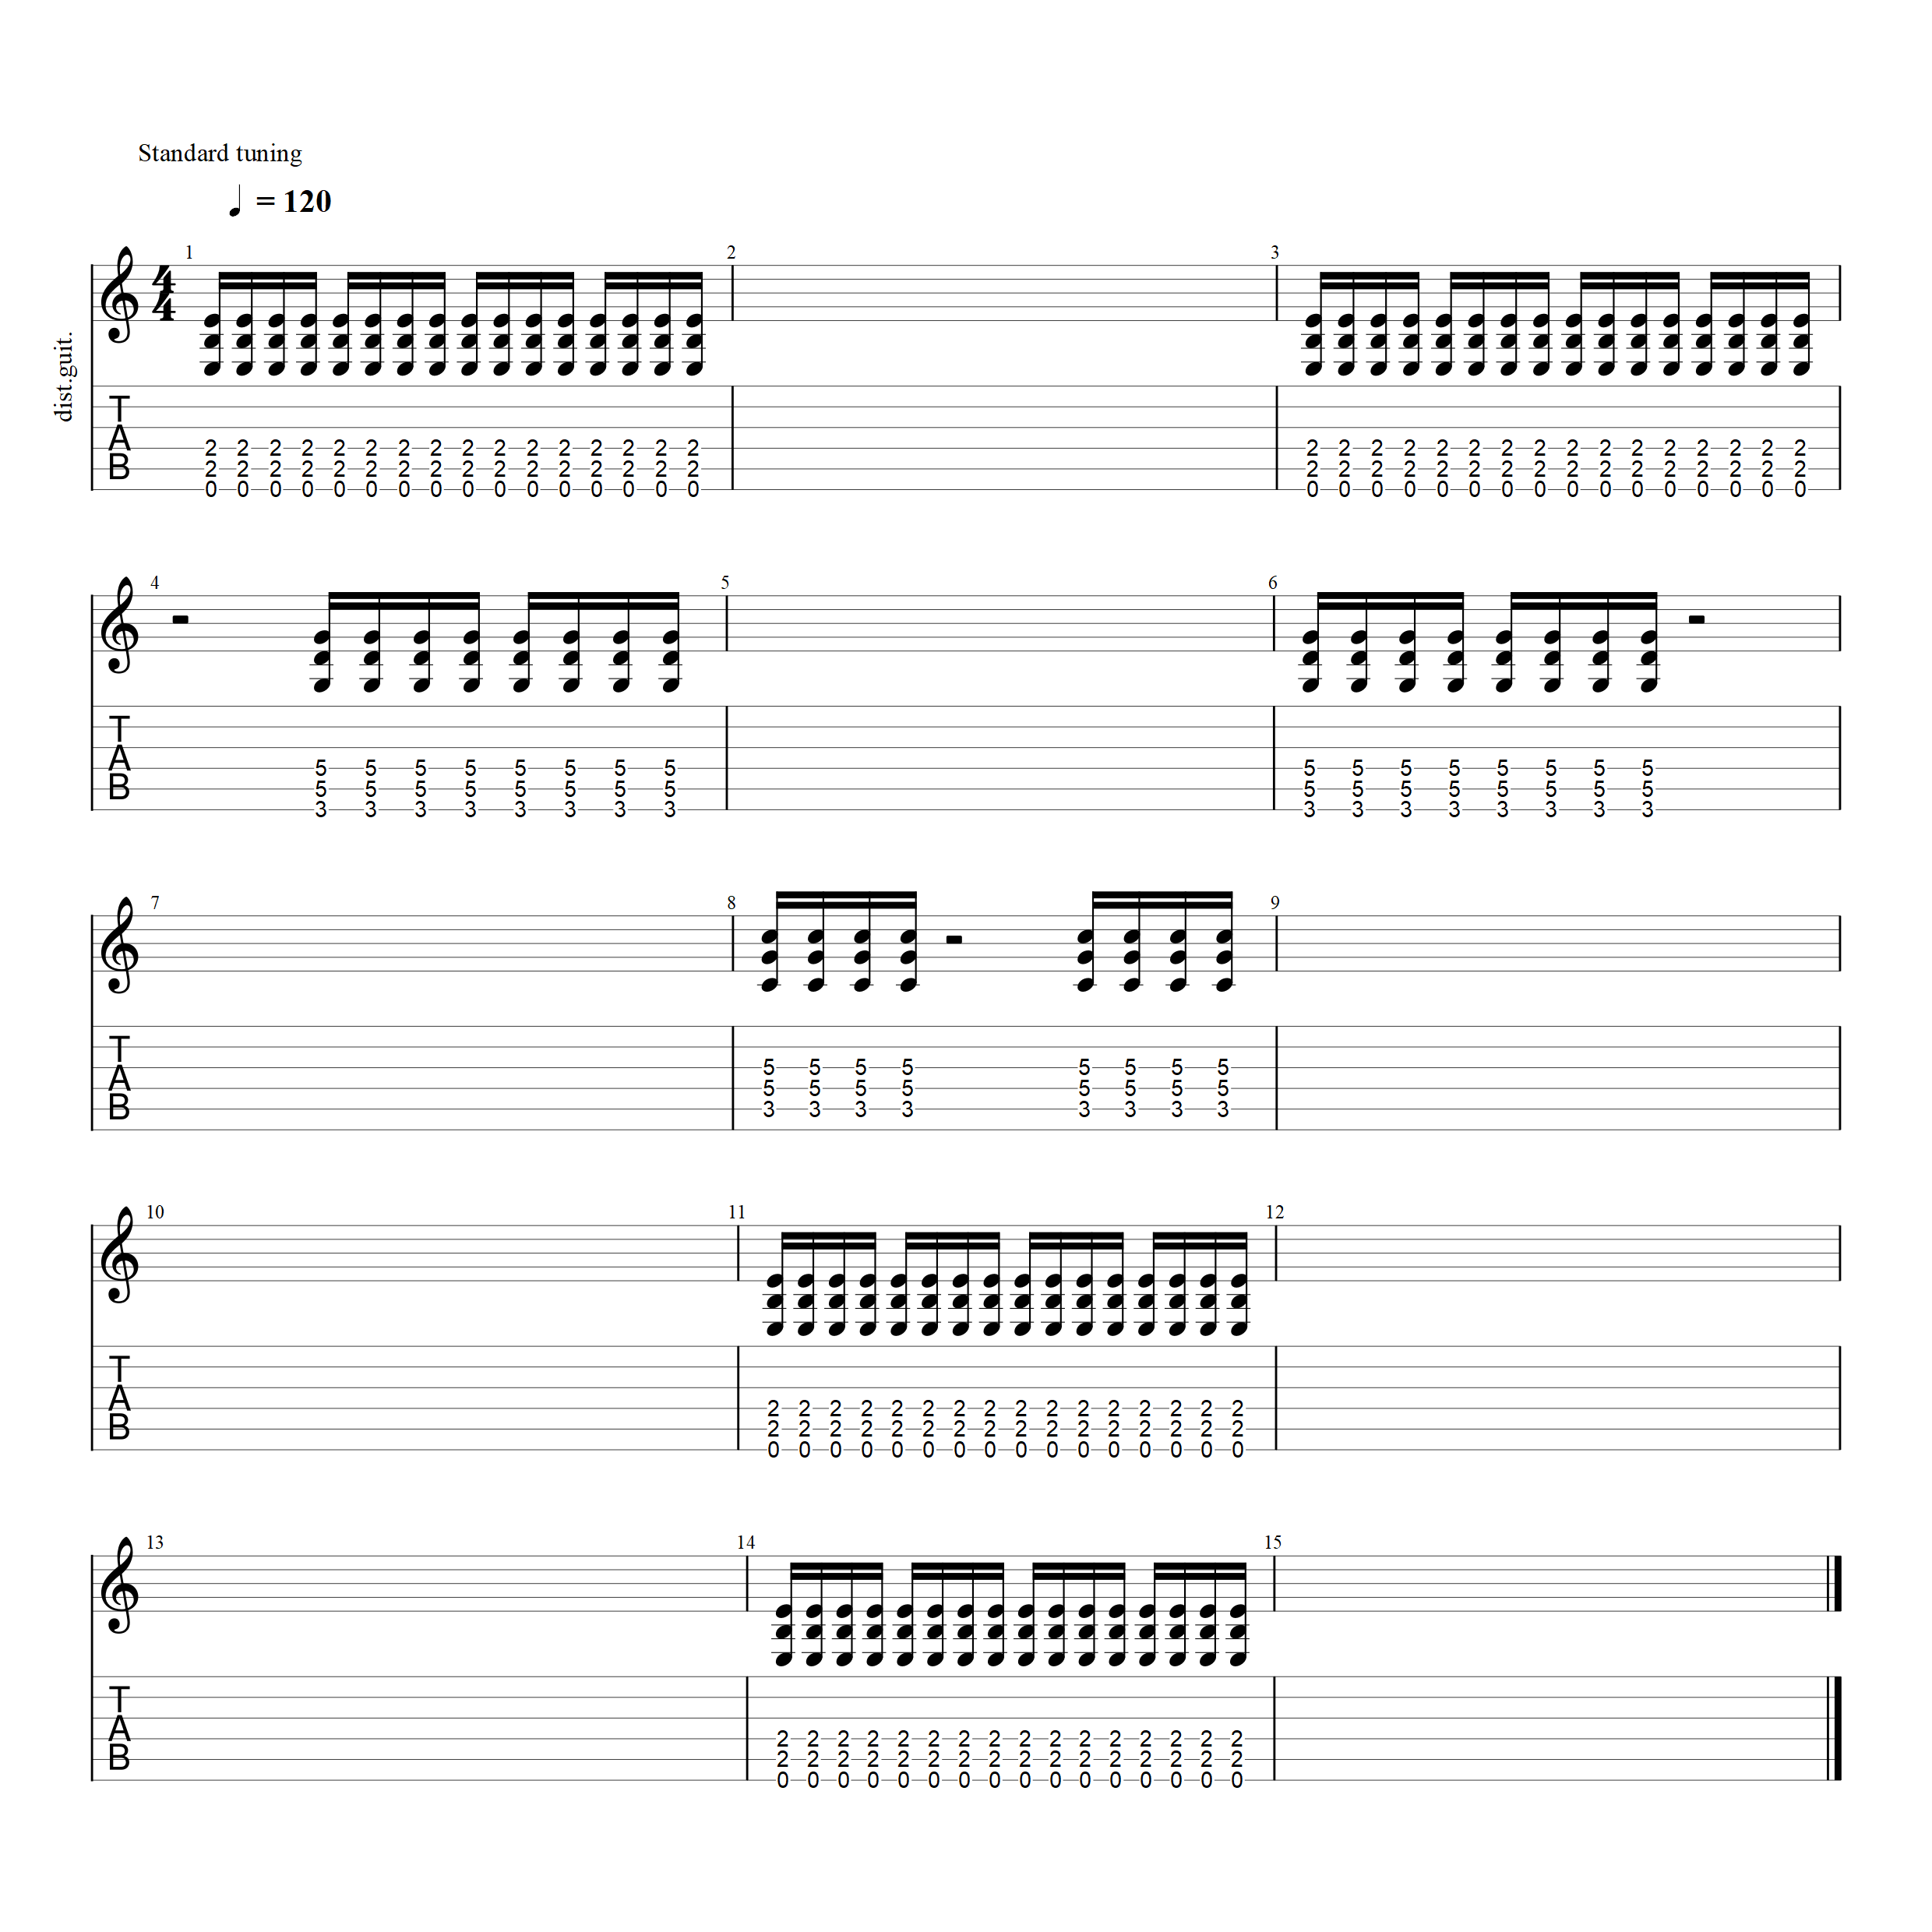 Standard tuning
= 120
dist.guit.
1 2 3
4
4
T
A
B
2 2 2 2 2 2 2 2 2 2 2 2 2 2 2 2 2 2 2 2 2 2 2 2 2 2 2 2 2 2 2 2
2 2 2 2 2 2 2 2 2 2 2 2 2 2 2 2 2 2 2 2 2 2 2 2 2 2 2 2 2 2 2 2
0 0 0 0 0 0 0 0 0 0 0 0 0 0 0 0 0 0 0 0 0 0 0 0 0 0 0 0 0 0 0 0
4 5 6
T
A
B
5 5 5 5 5 5 5 5 5 5 5 5 5 5 5 5
5 5 5 5 5 5 5 5 5 5 5 5 5 5 5 5
3 3 3 3 3 3 3 3 3 3 3 3 3 3 3 3
7 8 9
T
A
B
5 5 5 5 5 5 5 5
5 5 5 5 5 5 5 5
3 3 3 3 3 3 3 3
10 11 12
T
A
B
2 2 2 2 2 2 2 2 2 2 2 2 2 2 2 2
2 2 2 2 2 2 2 2 2 2 2 2 2 2 2 2
0 0 0 0 0 0 0 0 0 0 0 0 0 0 0 0
13 14 15
T
A
B
2 2 2 2 2 2 2 2 2 2 2 2 2 2 2 2
2 2 2 2 2 2 2 2 2 2 2 2 2 2 2 2
0 0 0 0 0 0 0 0 0 0 0 0 0 0 0 0